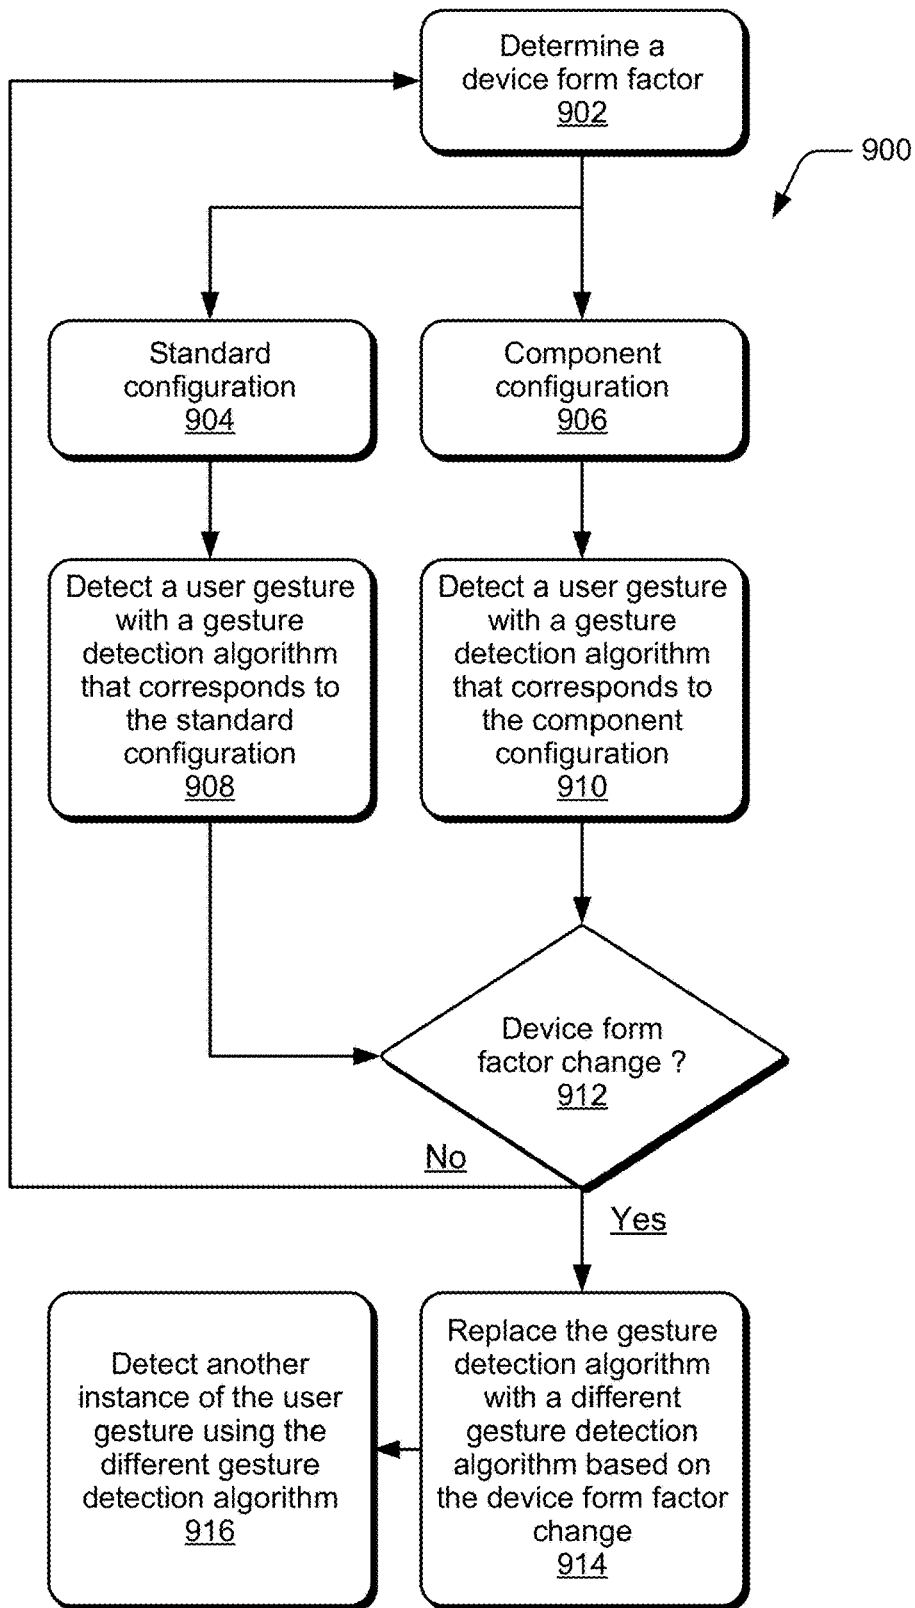 Determine a
device form factor
902
900
Standard
configuration
904
Component
configuration
906
Detect a user gesture
with a gesture
detection algorithm
that corresponds to
the standard
configuration
908
Detect a user gesture
with a gesture
detection algorithm
that corresponds to
the component
configuration
910
Device form
factor change ?
912
No
Yes
Replace the gesture
detection algorithm
with a different
gesture detection
algorithm based on
the device form factor
change
914
Detect another
instance of the user
gesture using the
different gesture
detection algorithm
916